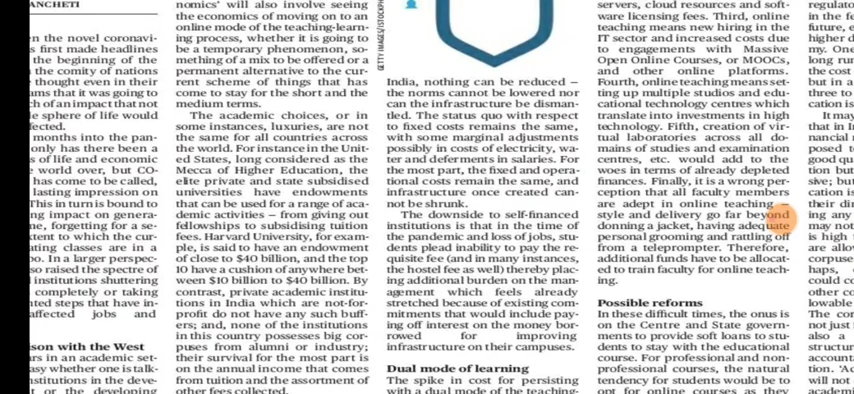 ANCHETI
en the novel coronavi-
s first made headlines
the beginning of the
the comity of nations
thought even in their
ams that it was going to
ch of an impact that not
le sphere of life would
fected.
months into the pan-
only has there been a
s of life and economic
world over, but CO-
has come to be called,
lasting impression on
This in turn is bound to
ng impact on genera-
me, forgetting for a se-
xtent to which the cur-
ating classes are in a
bo. In a larger perspec-
so raised the spectre of
l institutions shuttering
completely or taking
nted steps that have in-
affected jobs and
son with the West
ars in an academic set-
asy whether one is talk-
nstitutions in the deve-
t or the developing
nomics' will also involve seeing
the economics of moving on to an
online mode of the teaching-learn-
ing process, whether it is going to
be a temporary phenomenon, so-
mething of a mix to be offered or a
permanent alternative to the cur-
rent scheme of things that has
come to stay for the short and the
medium terms.
The academic choices, or in
some instances, luxuries, are not
the same for all countries across
the world. For instance in the Unit-
ed States, long considered as the
Mecca of Higher Education, the
elite private and state subsidised
universities have endowments
that can be used for a range of aca-
demic activities – from giving out
fellowships to subsidising tuition
fees. Harvard University, for exam-
ple, is said to have an endowment
of close to $40 billion, and the top
10 have a cushion of anywhere bet-
ween $10 billion to $40 billion. By
contrast, private academic institu-
tions in India which are not-for-
profit do not have any such buff-
ers; and, none of the institutions
in this country possesses big cor-
puses from alumni or industry;
their survival for the most part is
on the annual income that comes
from tuition and the assortment of
other fees collected.
GETTY IMAGES/ISTOCKPH
India, nothing can be reduced –
the norms cannot be lowered nor
can the infrastructure be disman-
tled. The status quo with respect
to fixed costs remains the same,
with some marginal adjustments
possibly in costs of electricity, wa-
ter and deferments in salaries. For
the most part, the fixed and opera-
tional costs remain the same, and
infrastructure once created can-
not be shrunk.
The downside to self-financed
institutions is that in the time of
the pandemic and loss of jobs, stu-
dents plead inability to pay the re-
quisite fee (and in many instances,
the hostel fee as well) thereby plac-
ing additional burden on the man-
agement which feels already
stretched because of existing com-
mitments that would include pay-
ing off interest on the money bor-
rowed for improving
infrastructure on their campuses.
Dual mode of learning
The spike in cost for persisting
with a dual mode of the teaching-
servers, cloud resources and soft-
ware licensing fees. Third, online
teaching means new hiring in the
IT sector and increased costs due
to engagements with Massive
Open Online Courses, or MOOCs,
and other online platforms.
Fourth, online teaching means set-
ting up multiple studios and edu-
cational technology centres which
translate into investments in high
technology. Fifth, creation of vir-
tual laboratories across all do-
mains of studies and examination
centres, etc. would add to the
woes in terms of already depleted
finances. Finally, it is a wrong per-
ception that all faculty members
are adept in online teaching –
style and delivery go far beyond
donning a jacket, having adequate
personal grooming and rattling off
from a teleprompter. Therefore,
additional funds have to be allocat-
ed to train faculty for online teach-
ing.
Possible reforms
In these difficult times, the onus is
on the Centre and State govern-
ments to provide soft loans to stu-
dents to stay with the educational
course. For professional and non-
professional courses, the natural
tendency for students would be to
opt for online courses as they
regulato
in the fe
future, e
higher d
my. One
long run
the cost
but in a
three to
cation is
It may
that in I
nancial
posed t
good qu
tion but
sive; but
cation is
their di
ing any
may not
is high
are allo
corpuse
haps,
could c
other co
lowable
The cor
not just
also a
structur
account
tion. 'Ac
will not
academi